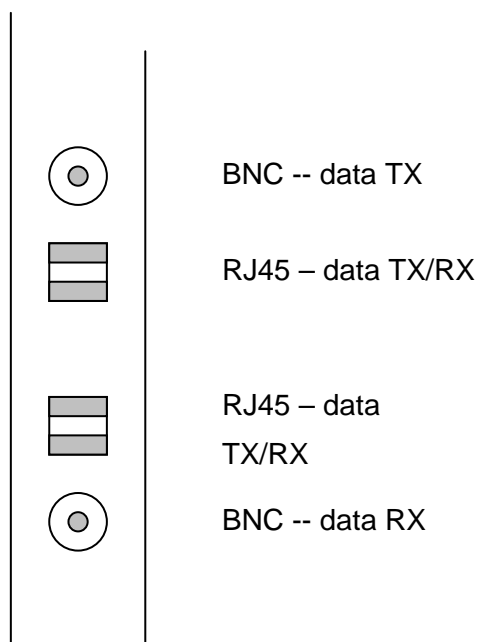 BNC -- data TX
RJ45 – data TX/RX
RJ45 – data
TX/RX
BNC -- data RX